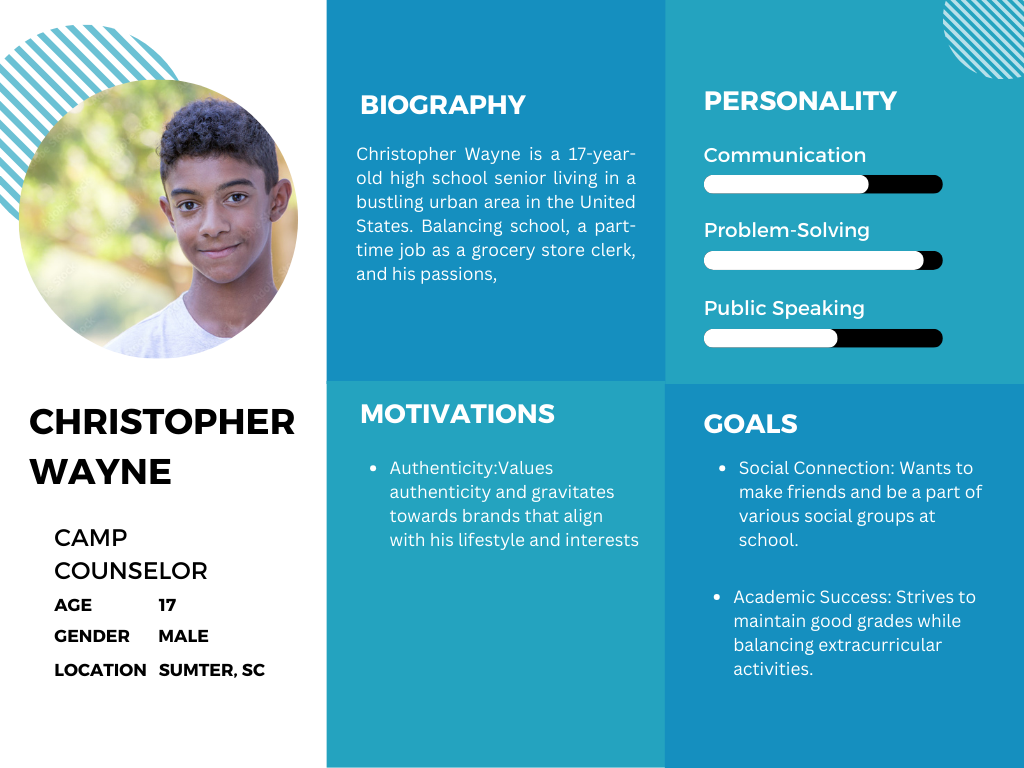 CHRISTOPHER
WAYNE
CAMP
COUNSELOR
AGE 17
GENDER MALE
LOCATION SUMTER, SC
BIOGRAPHY
Christopher Wayne is a 17-year-
old high school senior living in a
bustling urban area in the United
States. Balancing school, a part-
time job as a grocery store clerk,
and his passions,
PERSONALITY
Communication
Problem-Solving
Public Speaking
MOTIVATIONS
• Authenticity:Values
authenticity and gravitates
towards brands that align
with his lifestyle and interests
GOALS
• Social Connection: Wants to
make friends and be a part of
various social groups at
school.
• Academic Success: Strives to
maintain good grades while
balancing extracurricular
activities.